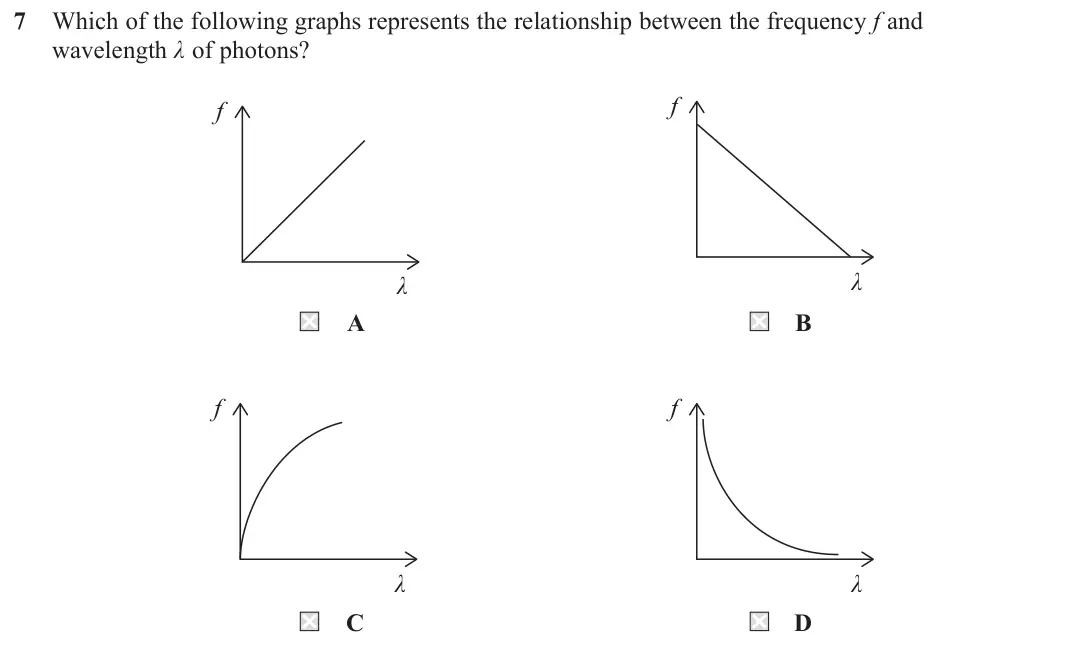 7 Which of the following graphs represents the relationship between the frequency f and
wavelength λ of photons?
f
λ
A
f
λ
B
f
λ
C
f
λ
D